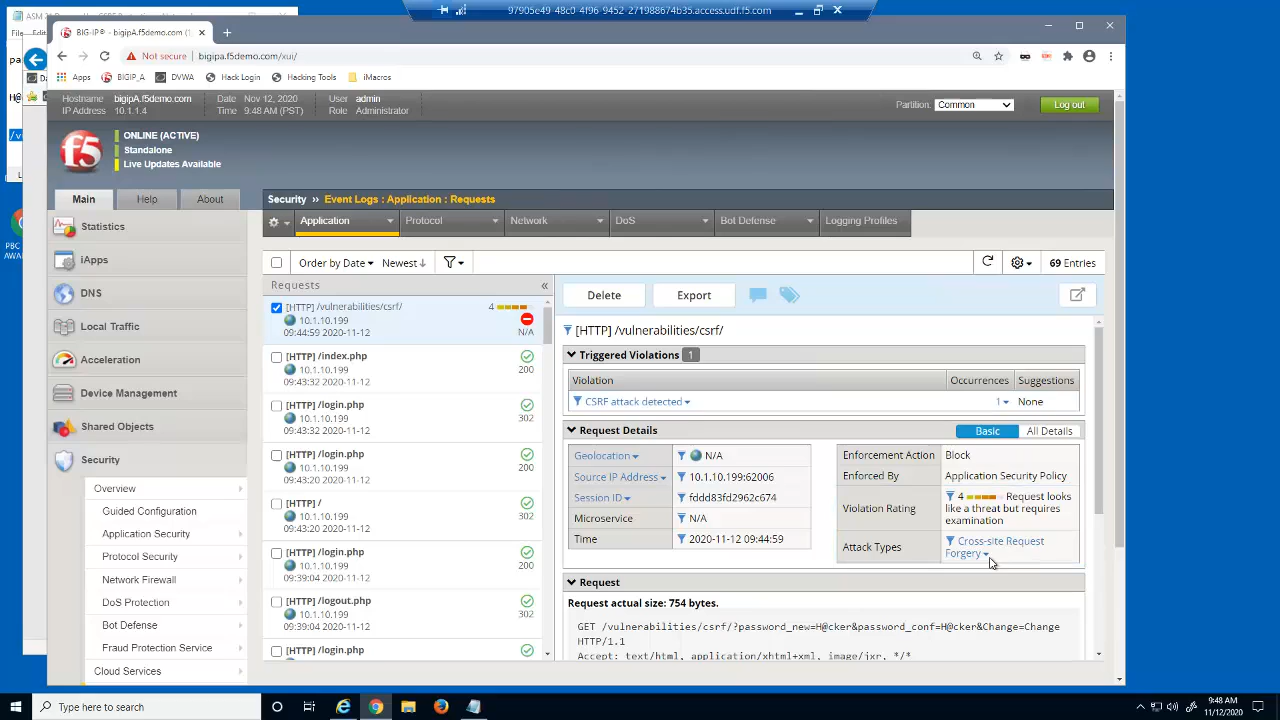 97905e49-48c0-4f96-9452-271988674b35.access.udf.f5.com
BIG-IP® - bigipA.f5demo.com (1
Not secure
bigipa.f5demo.com/xui/
Apps
BIGIP_A
DVWA
Hack Login
Hacking Tools
iMacros
Hostname bigipA.f5demo.com
IP Address 10.1.1.4
Date Nov 12, 2020
Time 9:48 AM (PST)
User admin
Role Administrator
Partition: Common
Log out
f5
ONLINE (ACTIVE)
Standalone
Live Updates Available
Main
Help
About
Security » Event Logs : Application : Requests
Application
Protocol
Network
DoS
Bot Defense
Logging Profiles
Statistics
iApps
DNS
Local Traffic
Acceleration
Device Management
Shared Objects
Security
Overview
Guided Configuration
Application Security
Protocol Security
Network Firewall
DoS Protection
Bot Defense
Fraud Protection Service
Cloud Services
Order by Date
Newest
69 Entries
Requests
[HTTP] /vulnerabilities/csrf/ 4
10.1.10.199
09:44:59 2020-11-12 N/A
[HTTP] /index.php
10.1.10.199 200
09:43:32 2020-11-12
[HTTP] /login.php
10.1.10.199 302
09:43:32 2020-11-12
[HTTP] /login.php
10.1.10.199 200
09:43:20 2020-11-12
[HTTP] /
10.1.10.199 302
09:43:20 2020-11-12
[HTTP] /login.php
10.1.10.199 200
09:39:04 2020-11-12
[HTTP] /logout.php
10.1.10.199 302
09:39:04 2020-11-12
[HTTP] /login.php
Delete
Export
[HTTP] /vulnerabilities/csrf/
Triggered Violations 1
Violation Occurrences Suggestions
CSRF attack detected 1 None
Request Details
Basic
All Details
Geolocation N/A
Source IP Address 10.1.10.199:62006
Session ID fddd83fd2962c674
Microservice N/A
Time 2020-11-12 09:44:59
Enforcement Action Block
Enforced By Application Security Policy
Violation Rating 4 Request looks
like a threat but requires
examination
Attack Types Cross-site Request
Forgery
Request
Request actual size: 754 bytes.
GET /vulnerabilities/csrf/?password_new=H@cker&password_conf=H@cker&Change=Change
HTTP/1.1
Accept: text/html, application/xhtml+xml, image/jxr, */*
Type here to search
9:48 AM
11/12/2020